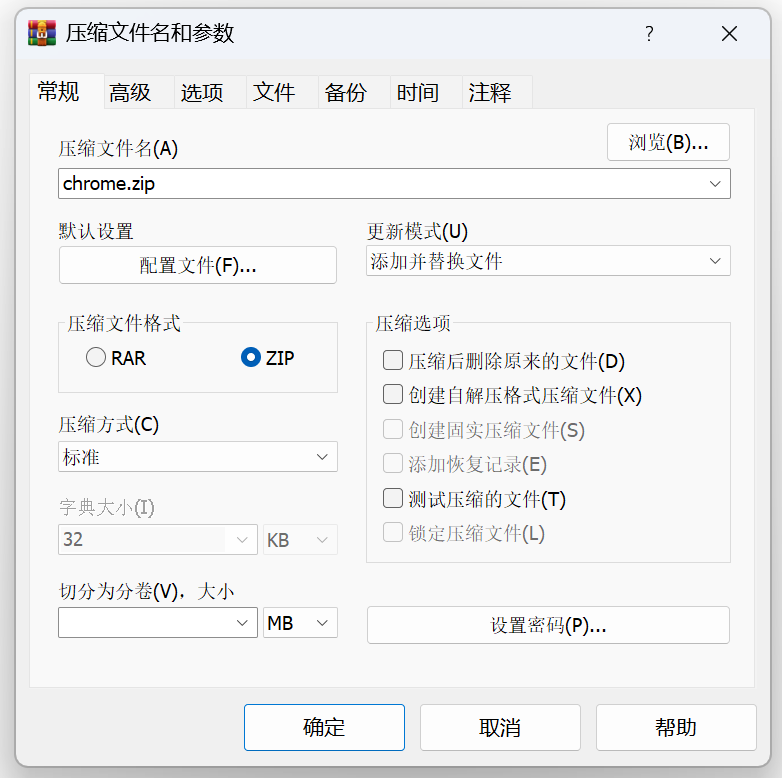 压缩文件名和参数
?
常规 高级 选项 文件 备份 时间 注释
压缩文件名(A)
浏览(B)...
chrome.zip
默认设置
配置文件(F)...
更新模式(U)
添加并替换文件
压缩文件格式
RAR ZIP
压缩方式(C)
标准
字典大小(I)
32 KB
切分为分卷(V)，大小
MB
压缩选项
压缩后删除原来的文件(D)
创建自解压格式压缩文件(X)
创建固实压缩文件(S)
添加恢复记录(E)
测试压缩的文件(T)
锁定压缩文件(L)
设置密码(P)...
确定 取消 帮助